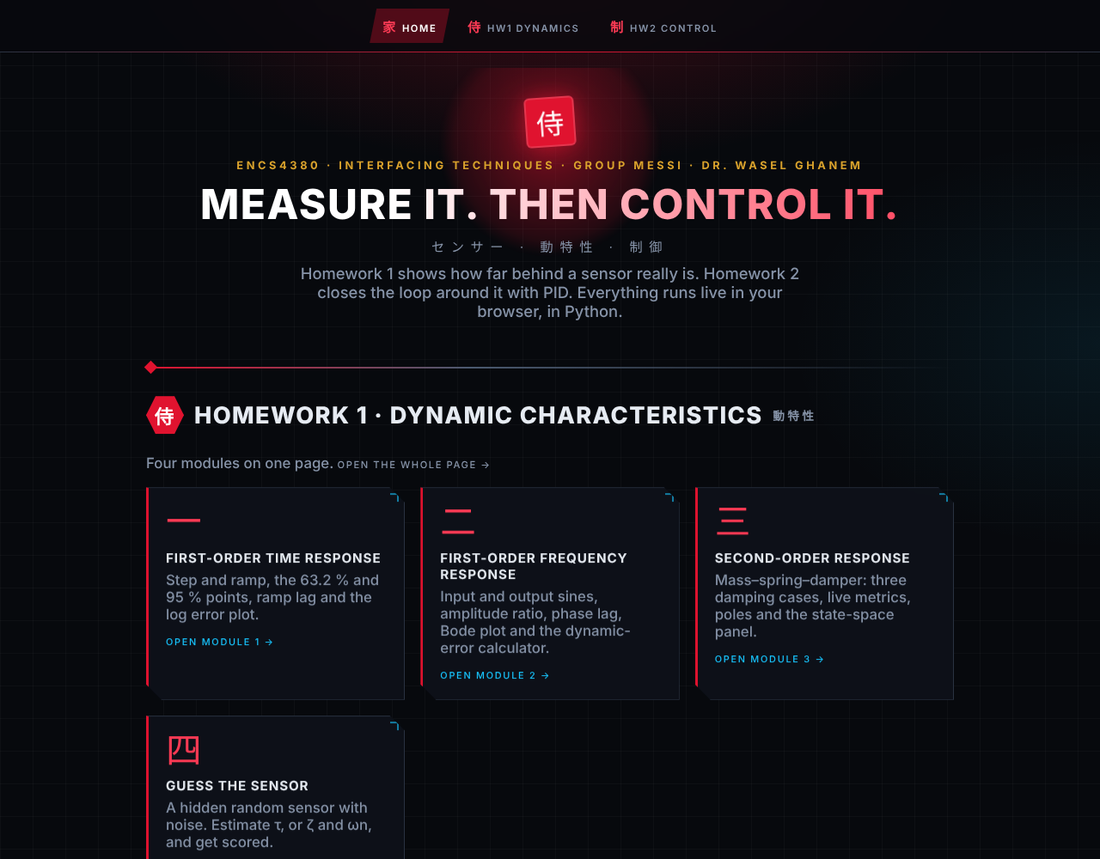 家 HOME 侍 HW1 DYNAMICS 制 HW2 CONTROL
侍
ENCS4380 · INTERFACING TECHNIQUES · GROUP MESSI · DR. WASEL GHANEM
MEASURE IT. THEN CONTROL IT.
センサー · 動特性 · 制御
Homework 1 shows how far behind a sensor really is. Homework 2
closes the loop around it with PID. Everything runs live in your
browser, in Python.
侍 HOMEWORK 1 · DYNAMIC CHARACTERISTICS 動特性
Four modules on one page. OPEN THE WHOLE PAGE →
一
FIRST-ORDER TIME RESPONSE
Step and ramp, the 63.2 % and
95 % points, ramp lag and the
log error plot.
OPEN MODULE 1 →
二
FIRST-ORDER FREQUENCY
RESPONSE
Input and output sines,
amplitude ratio, phase lag,
Bode plot and the dynamic-
error calculator.
OPEN MODULE 2 →
三
SECOND-ORDER RESPONSE
Mass–spring–damper: three
damping cases, live metrics,
poles and the state-space
panel.
OPEN MODULE 3 →
四
GUESS THE SENSOR
A hidden random sensor with
noise. Estimate τ, or ζ and ωn,
and get scored.